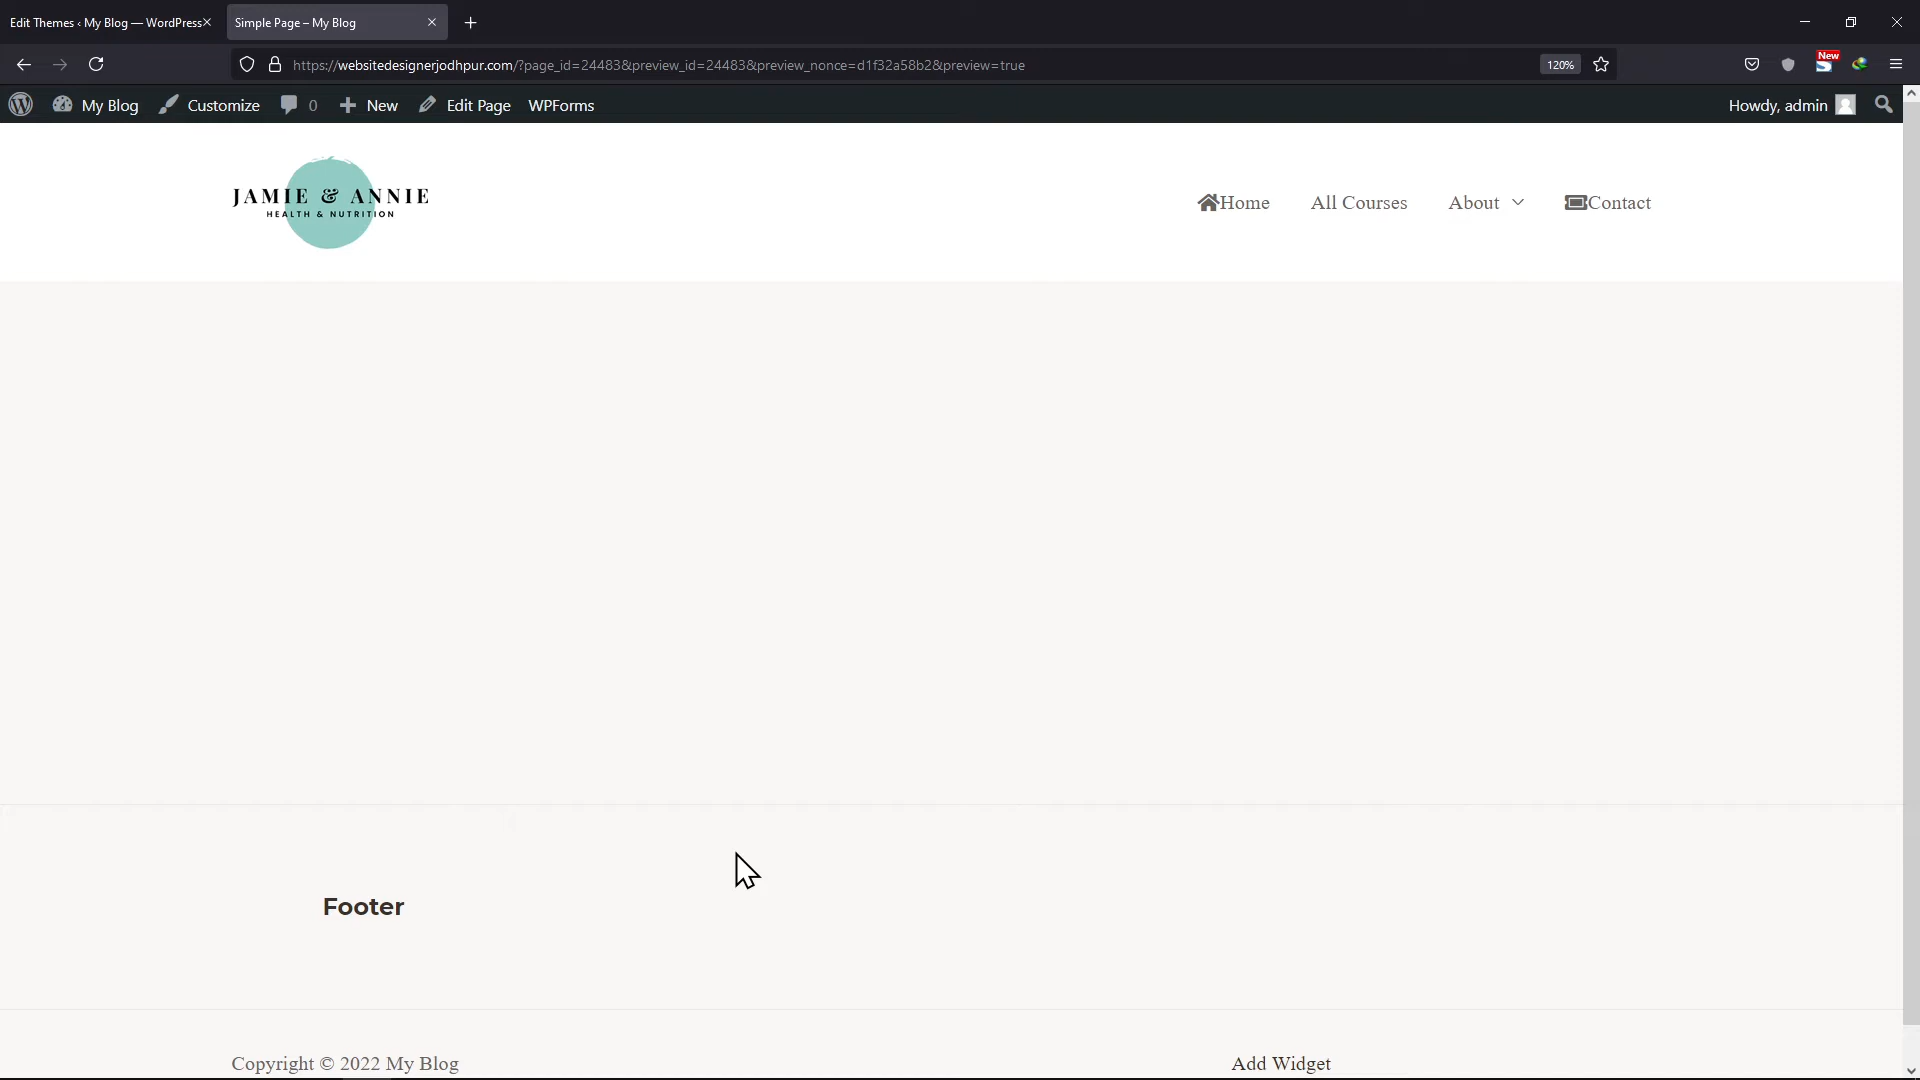 Edit Themes ‹ My Blog — WordPress
Simple Page – My Blog
https://websitedesignerjodhpur.com/?page_id=24483&preview_id=24483&preview_nonce=d1f32a58b2&preview=true
120%
New
S
My Blog
Customize
0
New
Edit Page
WPForms
Howdy, admin
JAMIE & ANNIE
HEALTH & NUTRITION
Home
All Courses
About
Contact
Footer
Copyright © 2022 My Blog
Add Widget